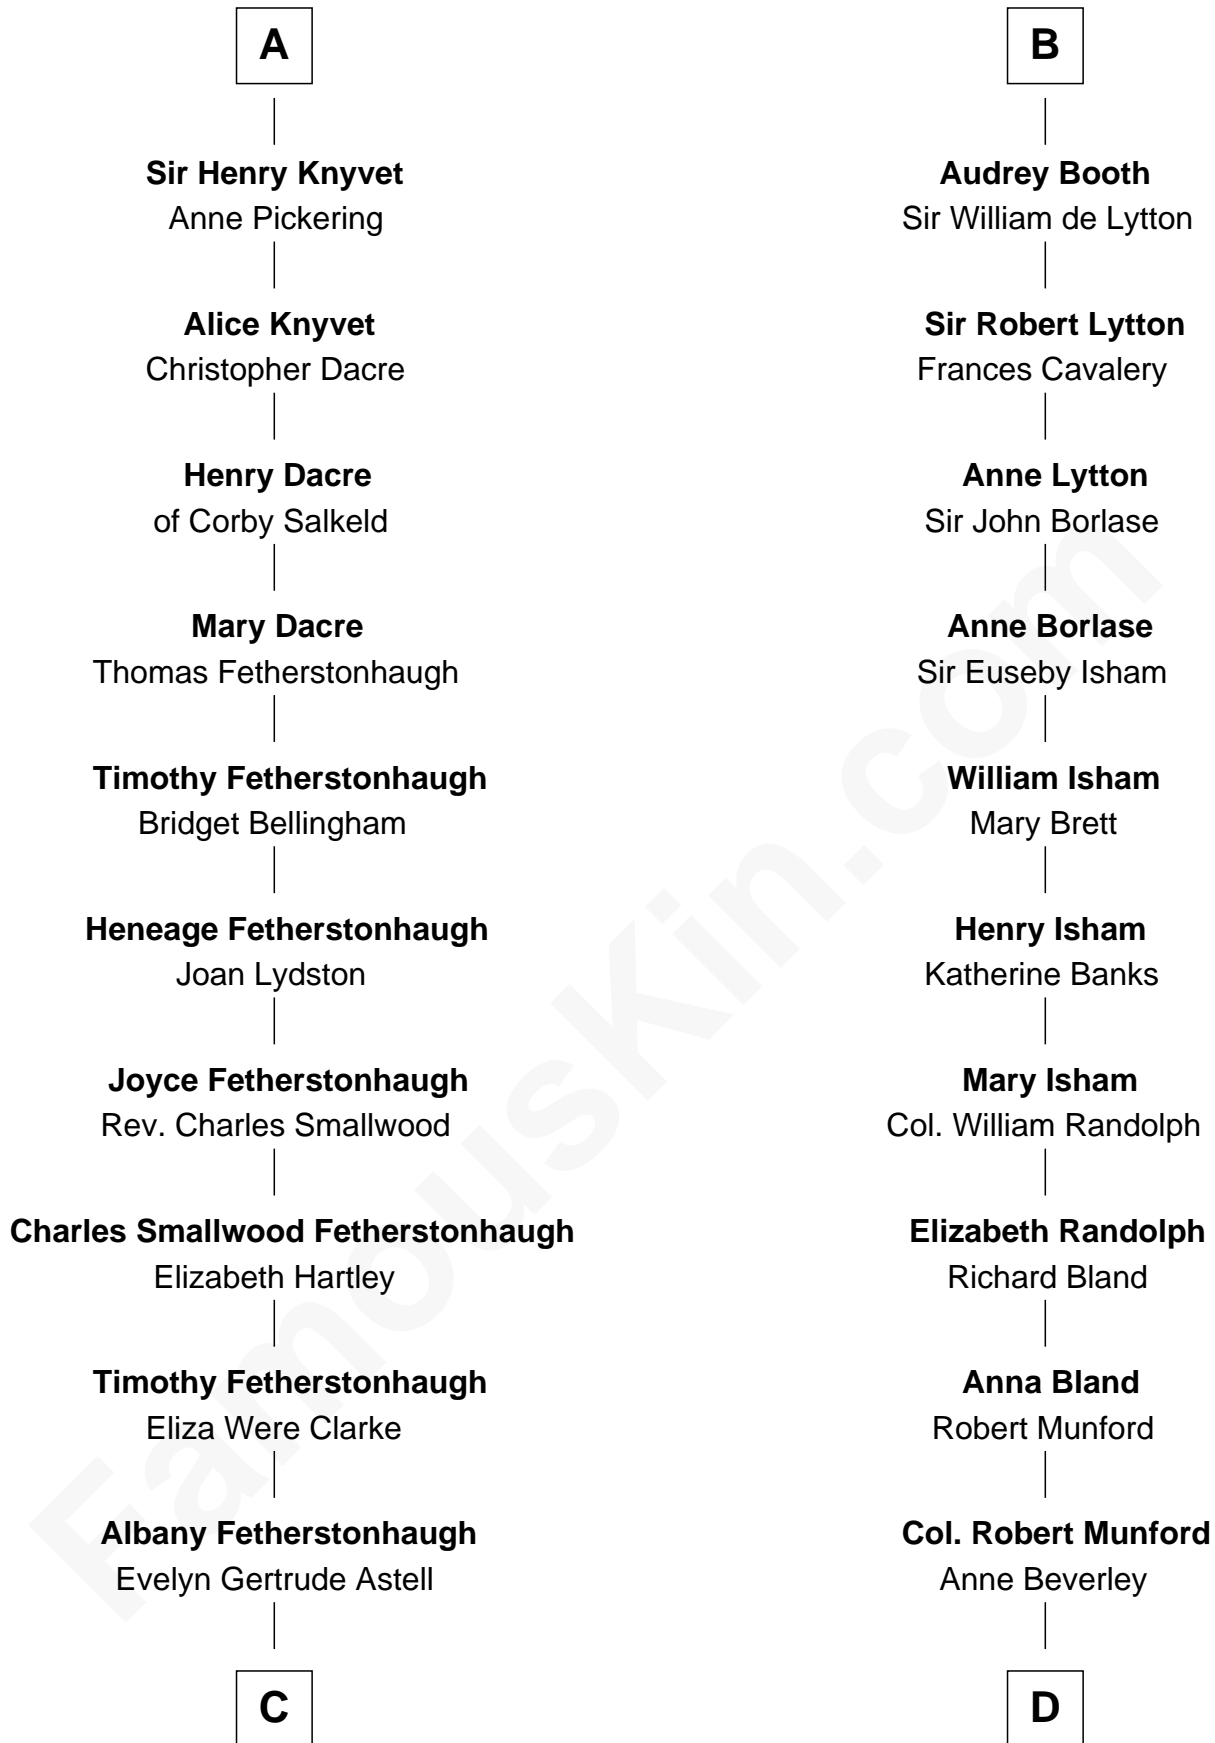 A
Sir Henry Knyvet
Anne Pickering
Alice Knyvet
Christopher Dacre
Henry Dacre
of Corby Salkeld
Mary Dacre
Thomas Fetherstonhaugh
Timothy Fetherstonhaugh
Bridget Bellingham
Heneage Fetherstonhaugh
Joan Lydston
Joyce Fetherstonhaugh
Rev. Charles Smallwood
Charles Smallwood Fetherstonhaugh
Elizabeth Hartley
Timothy Fetherstonhaugh
Eliza Were Clarke
Albany Fetherstonhaugh
Evelyn Gertrude Astell
C
B
Audrey Booth
Sir William de Lytton
Sir Robert Lytton
Frances Cavalery
Anne Lytton
Sir John Borlase
Anne Borlase
Sir Euseby Isham
William Isham
Mary Brett
Henry Isham
Katherine Banks
Mary Isham
Col. William Randolph
Elizabeth Randolph
Richard Bland
Anna Bland
Robert Munford
Col. Robert Munford
Anne Beverley
D
FamousKin.com